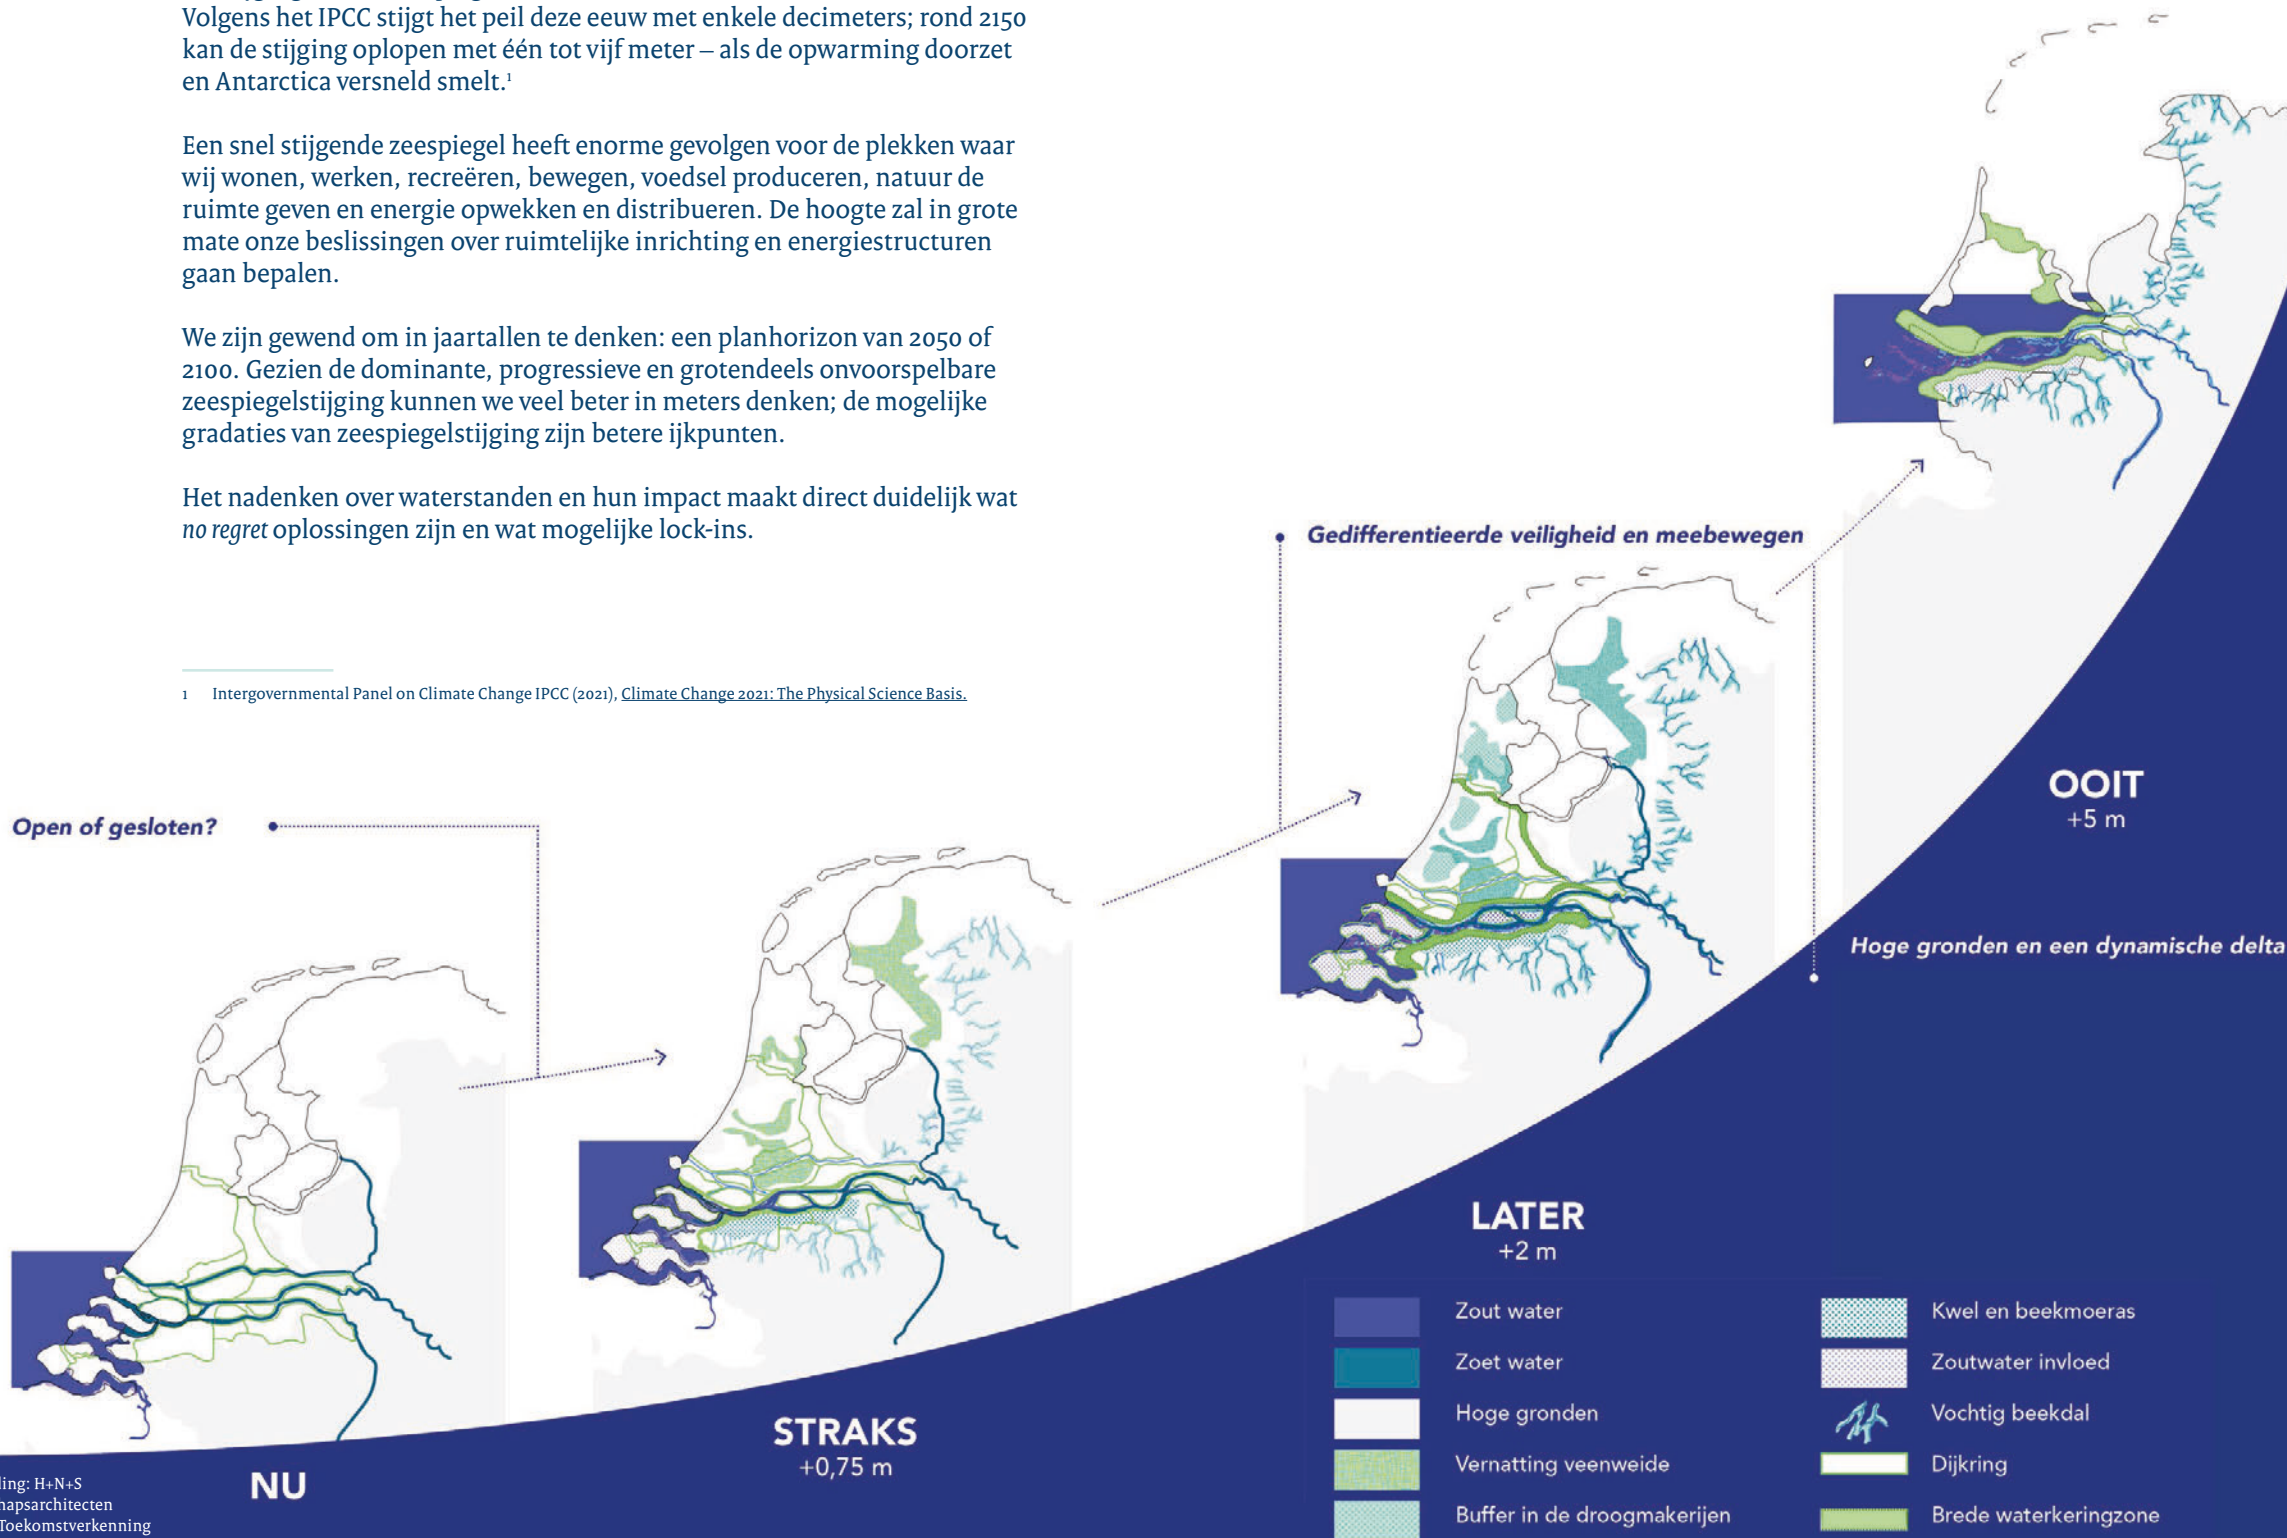 Volgens het IPCC stijgt het peil deze eeuw met enkele decimeters; rond 2150
kan de stijging oplopen met één tot vijf meter – als de opwarming doorzet
en Antarctica versneld smelt.¹
Een snel stijgende zeespiegel heeft enorme gevolgen voor de plekken waar
wij wonen, werken, recreëren, bewegen, voedsel produceren, natuur de
ruimte geven en energie opwekken en distribueren. De hoogte zal in grote
mate onze beslissingen over ruimtelijke inrichting en energiestructuren
gaan bepalen.
We zijn gewend om in jaartallen te denken: een planhorizon van 2050 of
2100. Gezien de dominante, progressieve en grotendeels onvoorspelbare
zeespiegelstijging kunnen we veel beter in meters denken; de mogelijke
gradaties van zeespiegelstijging zijn betere ijkpunten.
Het nadenken over waterstanden en hun impact maakt direct duidelijk wat
no regret oplossingen zijn en wat mogelijke lock-ins.
1 Intergovernmental Panel on Climate Change IPCC (2021), Climate Change 2021: The Physical Science Basis.
Open of gesloten?
Gedifferentieerde veiligheid en meebewegen
Hoge gronden en een dynamische delta
NU
STRAKS
+0,75 m
LATER
+2 m
OOIT
+5 m
Zout water
Zoet water
Hoge gronden
Vernatting veenweide
Buffer in de droogmakerijen
Kwel en beekmoeras
Zoutwater invloed
Vochtig beekdal
Dijkring
Brede waterkeringzone
ling: H+N+S
hapsarchitecten
Toekomstverkenning